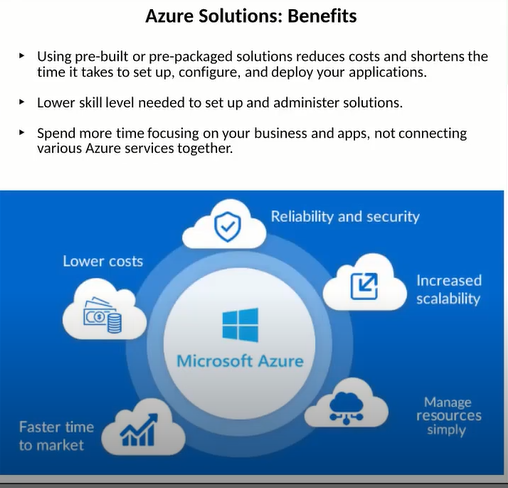 Azure Solutions: Benefits
Using pre-built or pre-packaged solutions reduces costs and shortens the
time it takes to set up, configure, and deploy your applications.
Lower skill level needed to set up and administer solutions.
Spend more time focusing on your business and apps, not connecting
various Azure services together.
Reliability and security
Lower costs
Increased
scalability
Microsoft Azure
Manage
resources
simply
Faster time
to market